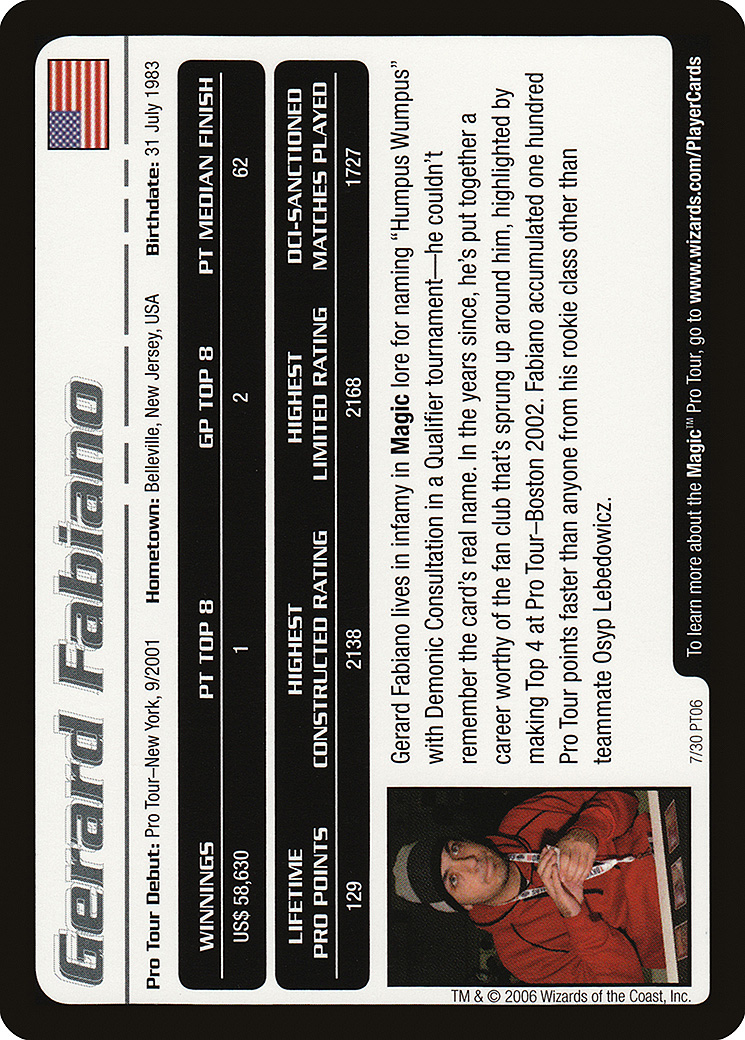 Gerard Fabiano
Pro Tour Debut: Pro Tour–New York, 9/2001 Hometown: Belleville, New Jersey, USA Birthdate: 31 July 1983
WINNINGS PT TOP 8 GP TOP 8 PT MEDIAN FINISH
US$ 58,630 1 2 62
LIFETIME HIGHEST HIGHEST DCI-SANCTIONED
PRO POINTS CONSTRUCTED RATING LIMITED RATING MATCHES PLAYED
129 2138 2168 1727
Gerard Fabiano lives in infamy in Magic lore for naming “Humpus Wumpus”
with Demonic Consultation in a Qualifier tournament—he couldn’t
remember the card’s real name. In the years since, he’s put together a
career worthy of the fan club that’s sprung up around him, highlighted by
making Top 4 at Pro Tour–Boston 2002. Fabiano accumulated one hundred
Pro Tour points faster than anyone from his rookie class other than
teammate Osyp Lebedowicz.
TM & © 2006 Wizards of the Coast, Inc.
7/30 PT06
To learn more about the Magic™ Pro Tour, go to www.wizards.com/PlayerCards